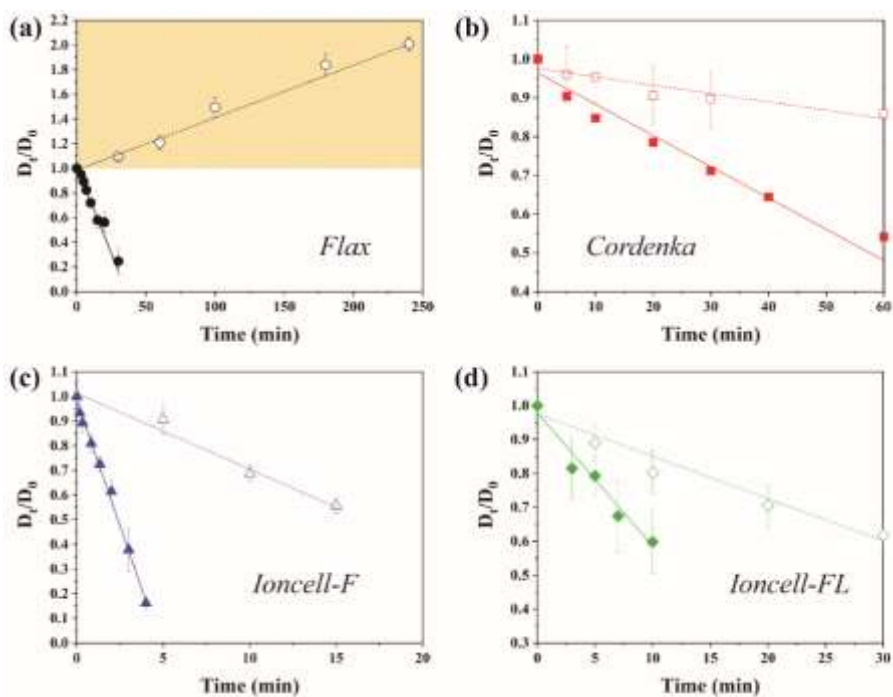 (a)
2.2
2.0
1.8
1.6
1.4
1.2
1.0
0.8
0.6
0.4
0.2
0.0
Dt/D0
0 50 100 150 200 250
Time (min)
Flax
(b)
1.1
1.0
0.9
0.8
0.7
0.6
0.5
0.4
Dt/D0
0 10 20 30 40 50 60
Time (min)
Cordenka
(c)
1.1
1.0
0.9
0.8
0.7
0.6
0.5
0.4
0.3
0.2
0.1
0.0
Dt/D0
0 5 10 15 20
Time (min)
Ioncell-F
(d)
1.1
1.0
0.9
0.8
0.7
0.6
0.5
0.4
0.3
Dt/D0
0 5 10 15 20 25 30
Time (min)
Ioncell-FL